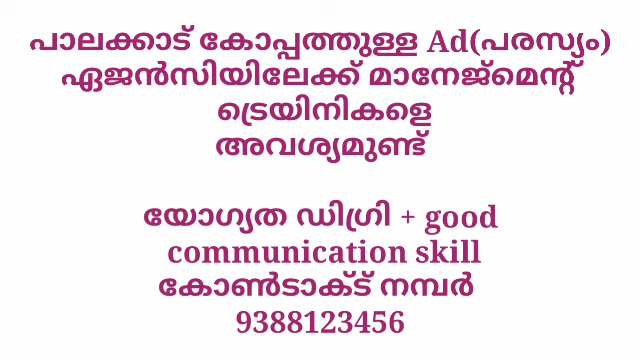 പാലക്കാട് കോപ്പത്തുള്ള Ad(പരസ്യം)
ഏജൻസിയിലേക്ക് മാനേജ്മെന്റ്
ട്രെയിനികളെ
അവശ്യമുണ്ട്
യോഗ്യത ഡിഗ്രി + good
communication skill
കോൺടാക്ട് നമ്പർ
9388123456